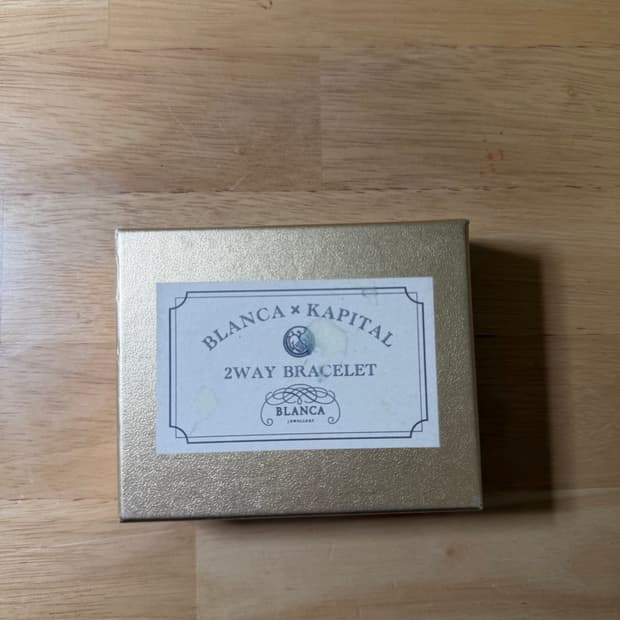 BLANCA × KAPITAL
2WAY BRACELET
BLANCA
JEWELLERY